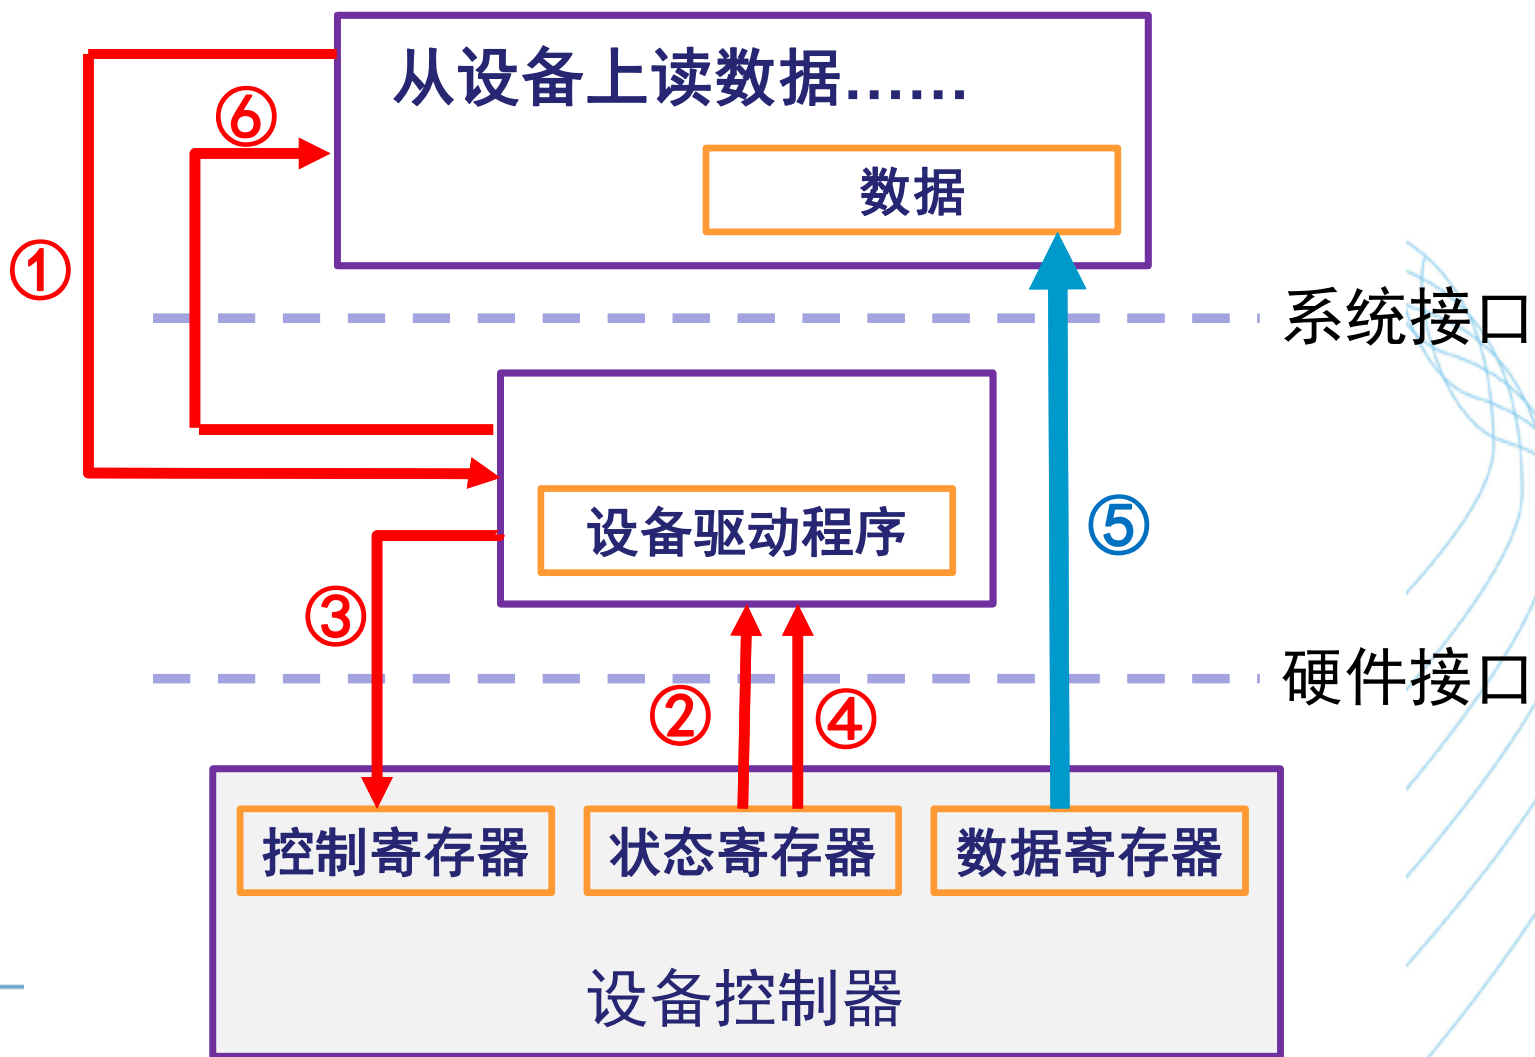 从设备上读数据......
⑥
数据
①
系统接口
设备驱动程序
⑤
③
硬件接口
②
④
控制寄存器
状态寄存器
数据寄存器
设备控制器